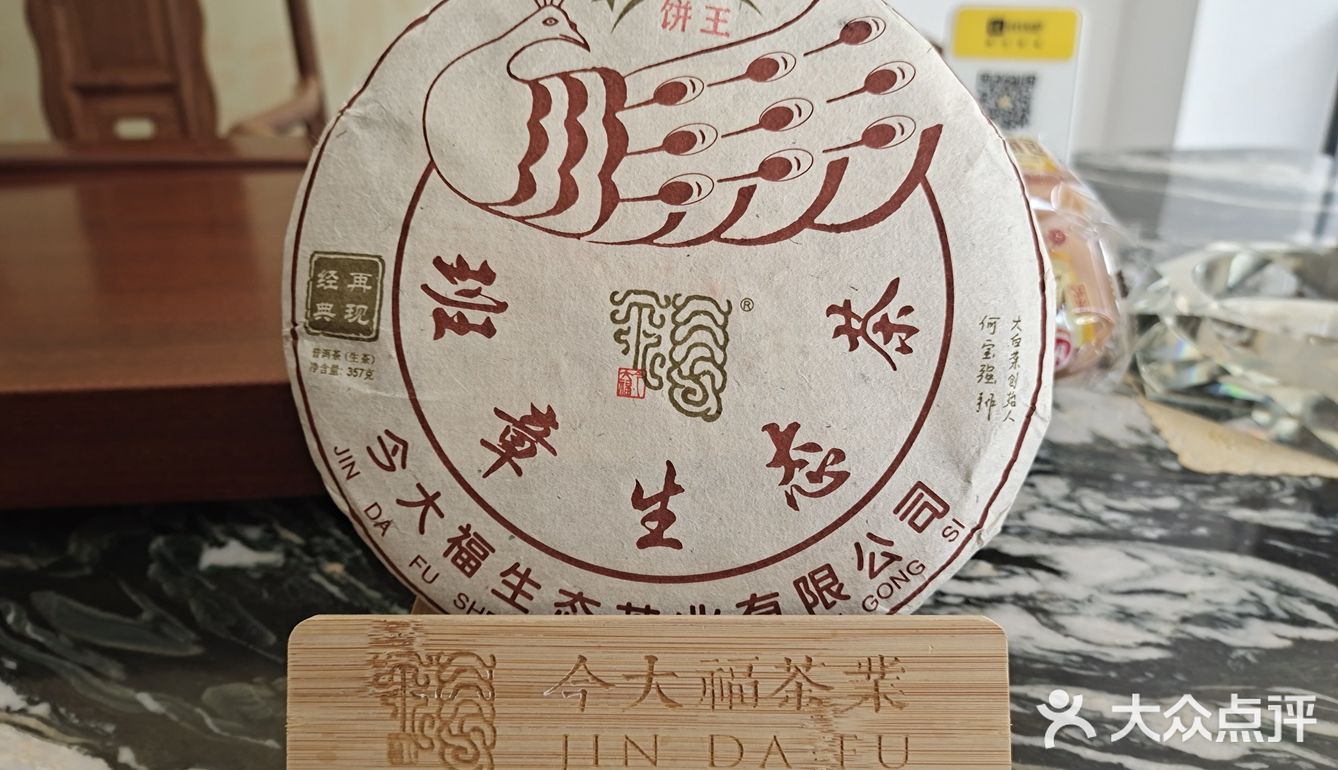 饼王
再现
经典
普洱茶(生茶)
净含量: 357克
班章生态茶
®
大白菜创始人
何宝强
今大福生态茶业有限公司
JIN DA FU
GONG SI
今大福茶業
JIN DA FU
大众点评